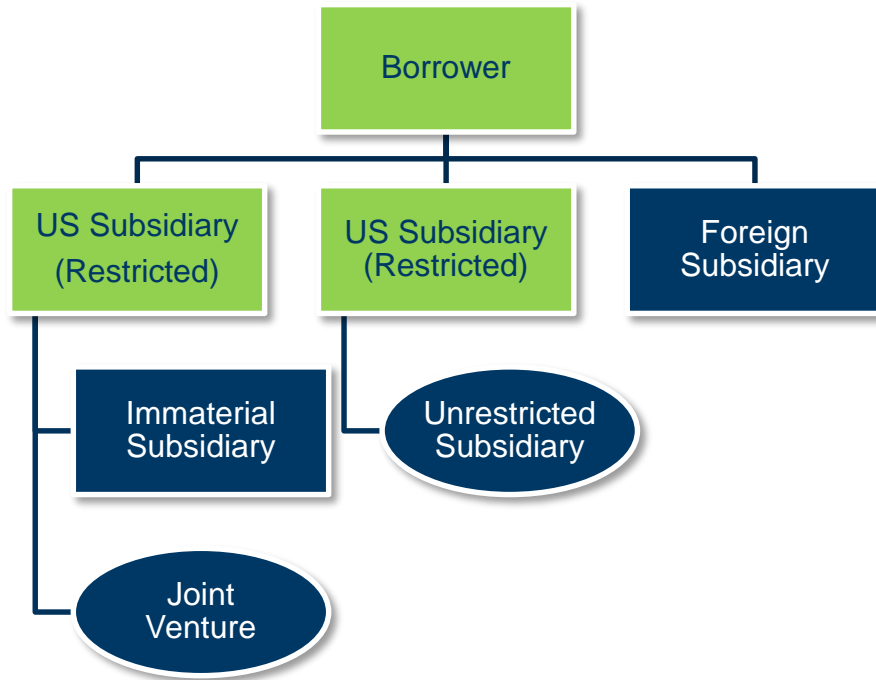 Borrower
US Subsidiary
(Restricted)
US Subsidiary
(Restricted)
Foreign
Subsidiary
Immaterial
Subsidiary
Unrestricted
Subsidiary
Joint
Venture